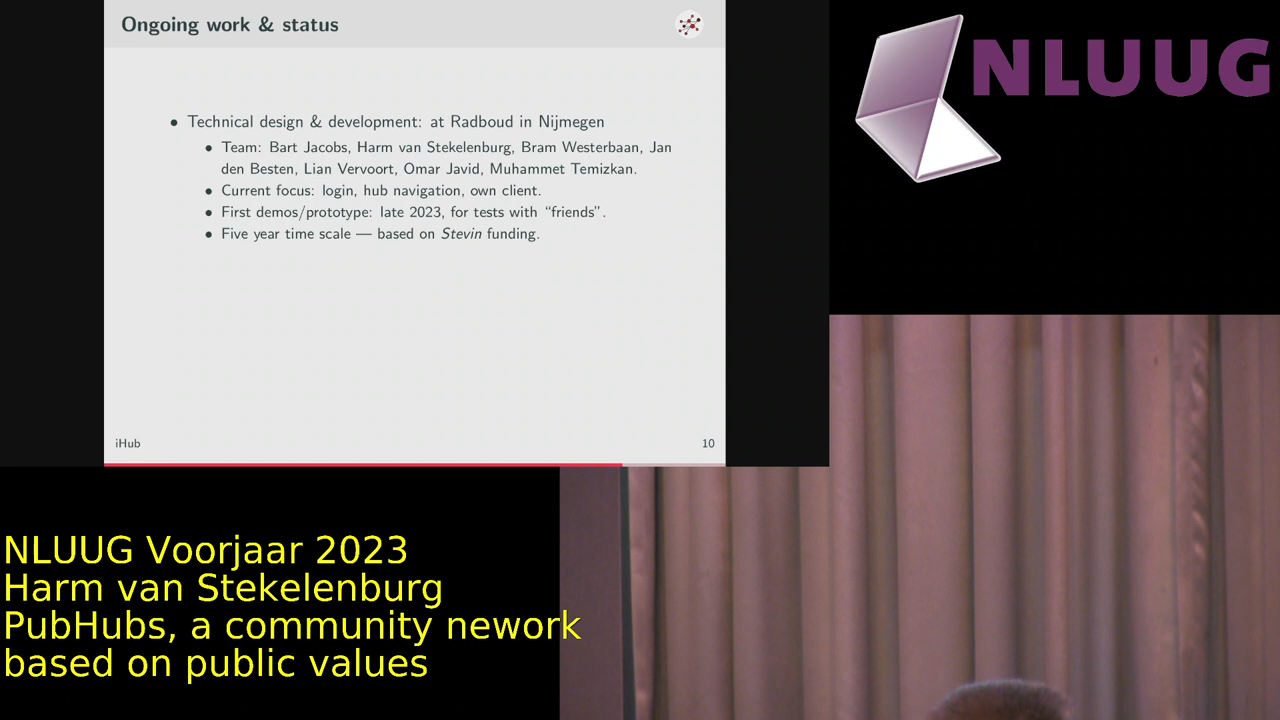 Ongoing work & status
NLUUG
• Technical design & development: at Radboud in Nijmegen
• Team: Bart Jacobs, Harm van Stekelenburg, Bram Westerbaan, Jan
den Besten, Lian Vervoort, Omar Javid, Muhammet Temizkan.
• Current focus: login, hub navigation, own client.
• First demos/prototype: late 2023, for tests with “friends”.
• Five year time scale — based on Stevin funding.
iHub
10
NLUUG Voorjaar 2023
Harm van Stekelenburg
PubHubs, a community nework
based on public values